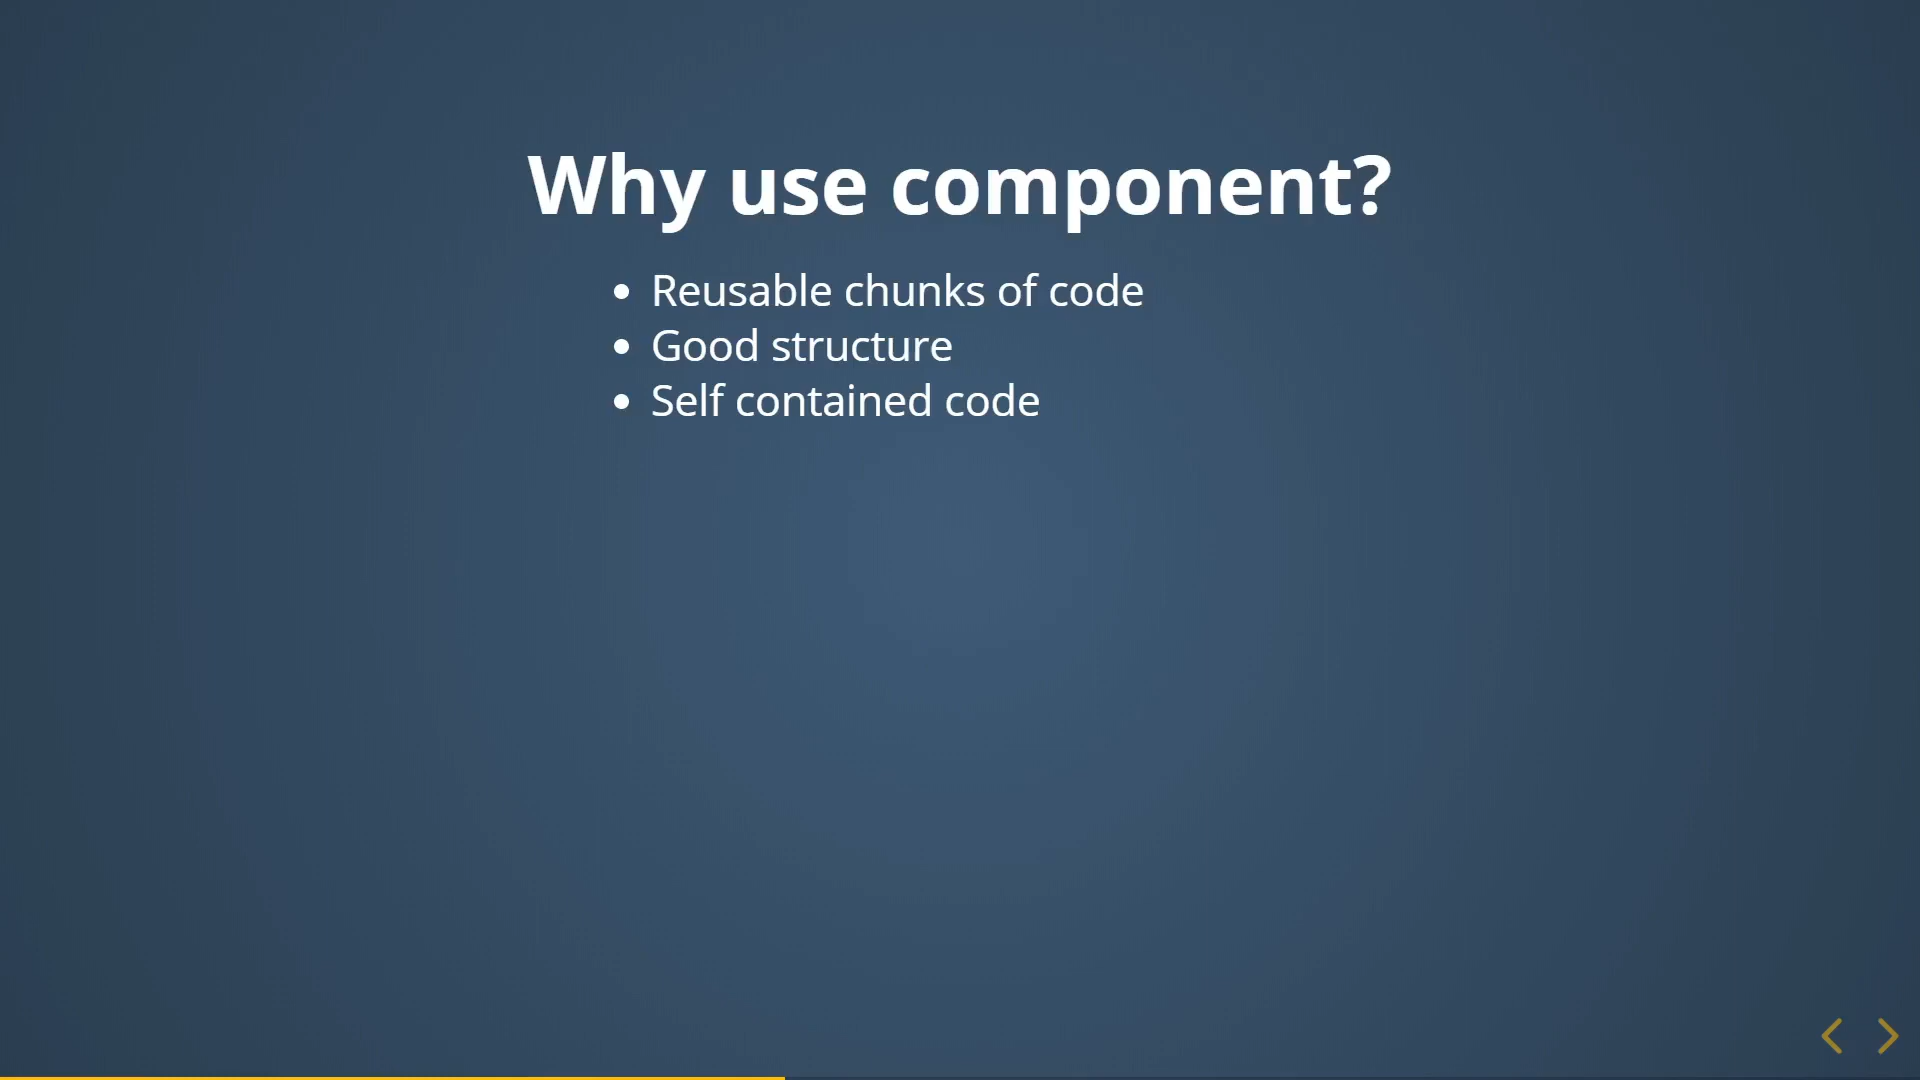 Why use component?
• Reusable chunks of code
• Good structure
• Self contained code